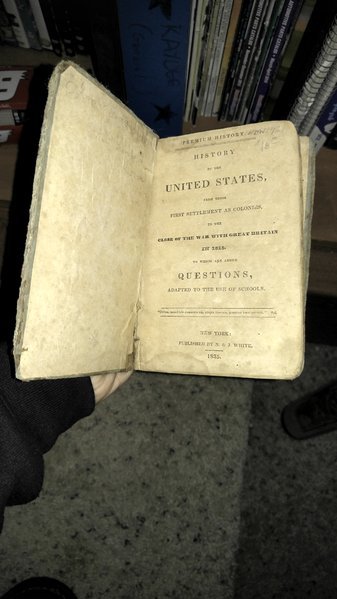 PREMIUM HISTORY
HISTORY
OF THE
UNITED STATES,
FROM THEIR
FIRST SETTLEMENT AS COLONIES,
TO THE
CLOSE OF THE WAR WITH GREAT BRITAIN
IN 1815.
TO WHICH ARE ADDED
QUESTIONS,
ADAPTED TO THE USE OF SCHOOLS.
NEW-YORK:
PUBLISHED BY N. & J. WHITE.
1835.
KAYDEE